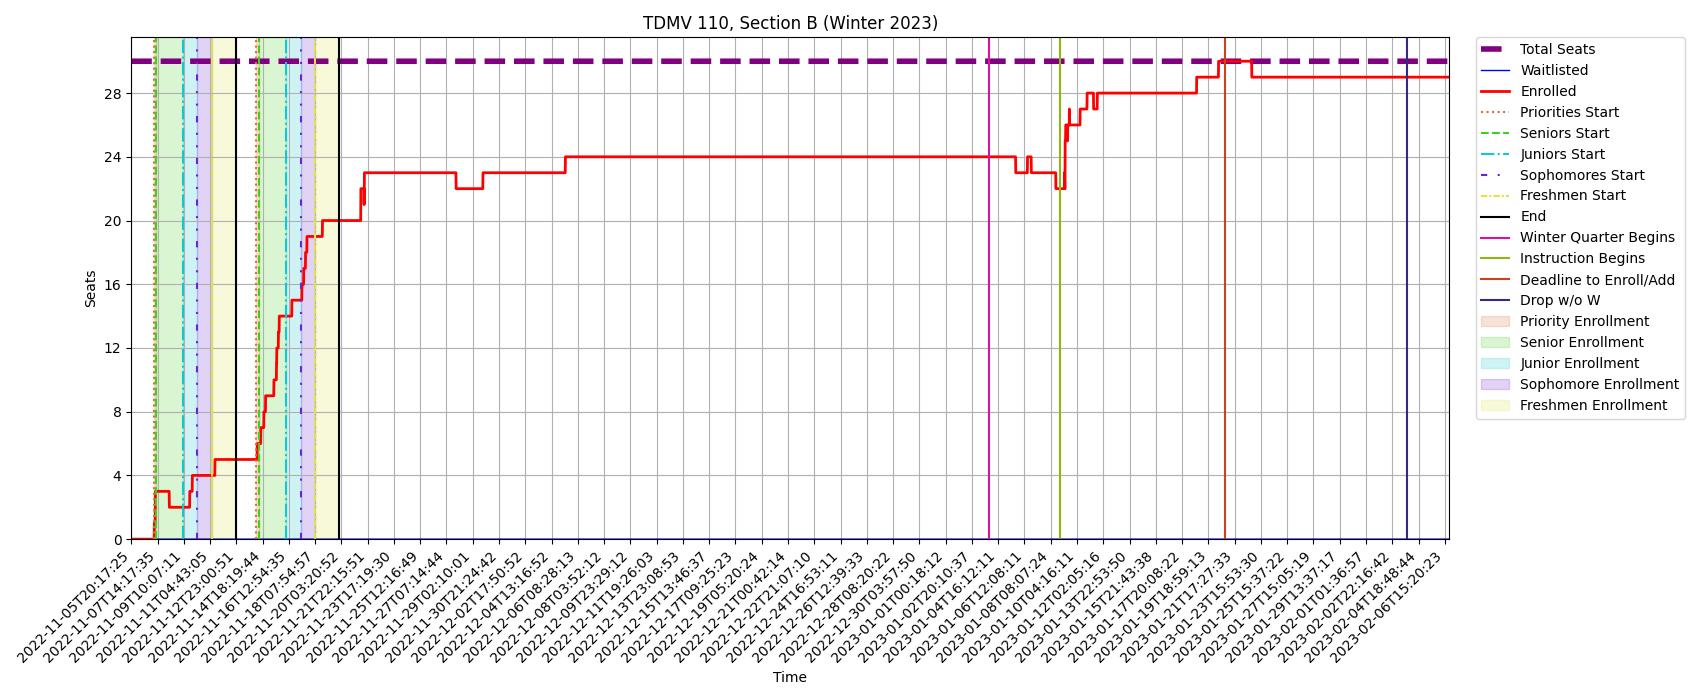 TDMV 110, Section B (Winter 2023)
Seats
28
24
20
16
12
8
4
0
2022-11-05T20:17:25
2022-11-07T14:17:35
2022-11-09T10:07:11
2022-11-11T04:43:05
2022-11-12T23:00:51
2022-11-14T18:19:44
2022-11-16T12:54:35
2022-11-18T07:54:57
2022-11-20T03:20:52
2022-11-21T22:15:51
2022-11-23T17:19:30
2022-11-25T12:16:49
2022-11-27T07:14:44
2022-11-29T02:10:01
2022-11-30T21:24:42
2022-12-02T17:50:52
2022-12-04T13:16:52
2022-12-06T08:28:13
2022-12-08T03:52:12
2022-12-09T23:29:12
2022-12-11T19:26:03
2022-12-13T13:08:53
2022-12-15T13:46:37
2022-12-17T09:25:23
2022-12-19T05:20:24
2022-12-21T00:42:14
2022-12-22T21:07:10
2022-12-24T16:53:11
2022-12-26T12:39:33
2022-12-28T08:20:22
2022-12-30T03:57:50
2023-01-01T00:18:12
2023-01-02T20:10:37
2023-01-04T16:12:11
2023-01-06T12:08:11
2023-01-08T08:07:24
2023-01-10T04:16:11
2023-01-12T02:05:16
2023-01-13T22:53:50
2023-01-15T21:43:38
2023-01-17T20:08:22
2023-01-19T18:59:13
2023-01-21T17:27:33
2023-01-23T15:53:30
2023-01-25T15:37:22
2023-01-27T15:05:19
2023-01-29T13:37:17
2023-02-01T01:36:57
2023-02-02T22:16:42
2023-02-04T18:48:44
2023-02-06T15:20:23
Time
Total Seats
Waitlisted
Enrolled
Priorities Start
Seniors Start
Juniors Start
Sophomores Start
Freshmen Start
End
Winter Quarter Begins
Instruction Begins
Deadline to Enroll/Add
Drop w/o W
Priority Enrollment
Senior Enrollment
Junior Enrollment
Sophomore Enrollment
Freshmen Enrollment